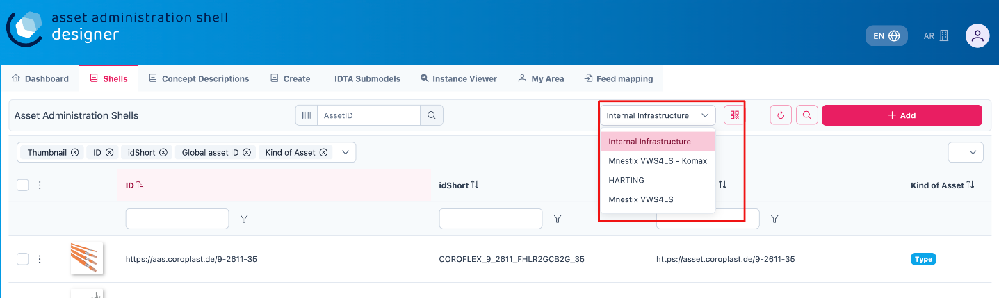 asset administration shell
designer
EN
AR
Dashboard
Shells
Concept Descriptions
Create
IDTA Submodels
Instance Viewer
My Area
Feed mapping
Asset Administration Shells
AssetID
Internal Infrastructure
Add
Internal Infrastructure
Mnestix VWS4LS - Komax
HARTING
Mnestix VWS4LS
Thumbnail
ID
idShort
Global asset ID
Kind of Asset
ID
idShort
Kind of Asset
https://aas.coroplast.de/9-2611-35
COROFLEX_9_2611_FHLR2GCB2G_35
https://asset.coroplast.de/9-2611-35
Type